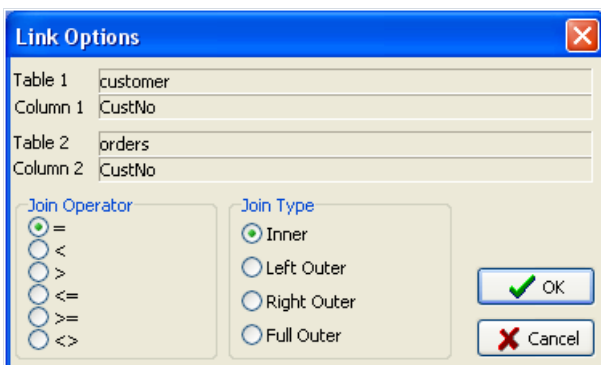 Link Options
Table 1 customer
Column 1 CustNo
Table 2 orders
Column 2 CustNo
Join Operator
=
<
>
<=
>=
<>
Join Type
Inner
Left Outer
Right Outer
Full Outer
OK
Cancel